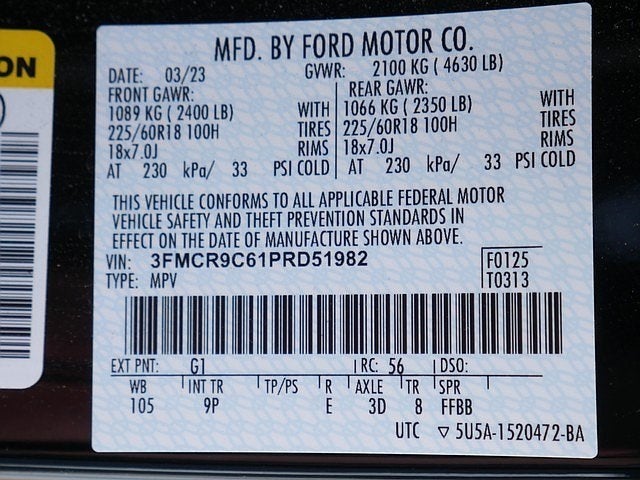 ON
MFD. BY FORD MOTOR CO.
DATE: 03/23 GVWR: 2100 KG ( 4630 LB)
FRONT GAWR: REAR GAWR:
1089 KG ( 2400 LB) WITH 1066 KG ( 2350 LB) WITH
225/60R18 100H TIRES 225/60R18 100H TIRES
18x7.0J RIMS 18x7.0J RIMS
AT 230 kPa/ 33 PSI COLD AT 230 kPa/ 33 PSI COLD
THIS VEHICLE CONFORMS TO ALL APPLICABLE FEDERAL MOTOR
VEHICLE SAFETY AND THEFT PREVENTION STANDARDS IN
EFFECT ON THE DATE OF MANUFACTURE SHOWN ABOVE.
VIN: 3FMCR9C61PRD51982 F0125
TYPE: MPV T0313
EXT PNT: G1 RC: 56 DSO:
WB INT TR TP/PS R AXLE TR SPR
105 9P E 3D 8 FFBB
UTC ▽ 5U5A-1520472-BA